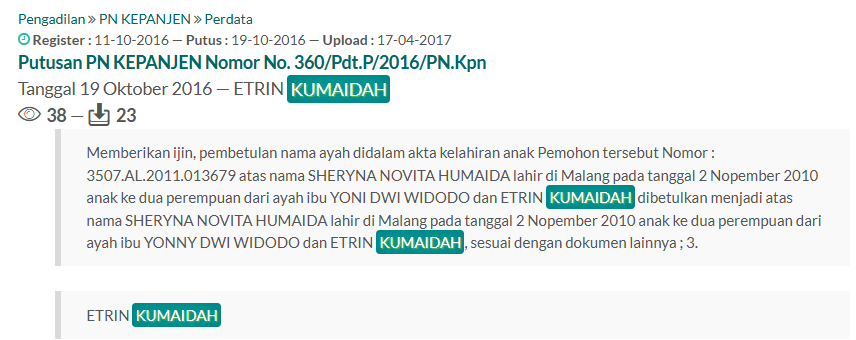 Pengadilan » PN KEPANJEN » Perdata
Register : 11-10-2016 — Putus : 19-10-2016 — Upload : 17-04-2017
Putusan PN KEPANJEN Nomor No. 360/Pdt.P/2016/PN.Kpn
Tanggal 19 Oktober 2016 — ETRIN KUMAIDAH
38 — 23
Memberikan ijin, pembetulan nama ayah didalam akta kelahiran anak Pemohon tersebut Nomor :
3507.AL.2011.013679 atas nama SHERYNA NOVITA HUMAIDA lahir di Malang pada tanggal 2 Nopember 2010
anak ke dua perempuan dari ayah ibu YONI DWI WIDODO dan ETRIN KUMAIDAH dibetulkan menjadi atas
nama SHERYNA NOVITA HUMAIDA lahir di Malang pada tanggal 2 Nopember 2010 anak ke dua perempuan dari
ayah ibu YONNY DWI WIDODO dan ETRIN KUMAIDAH, sesuai dengan dokumen lainnya ; 3.
ETRIN KUMAIDAH